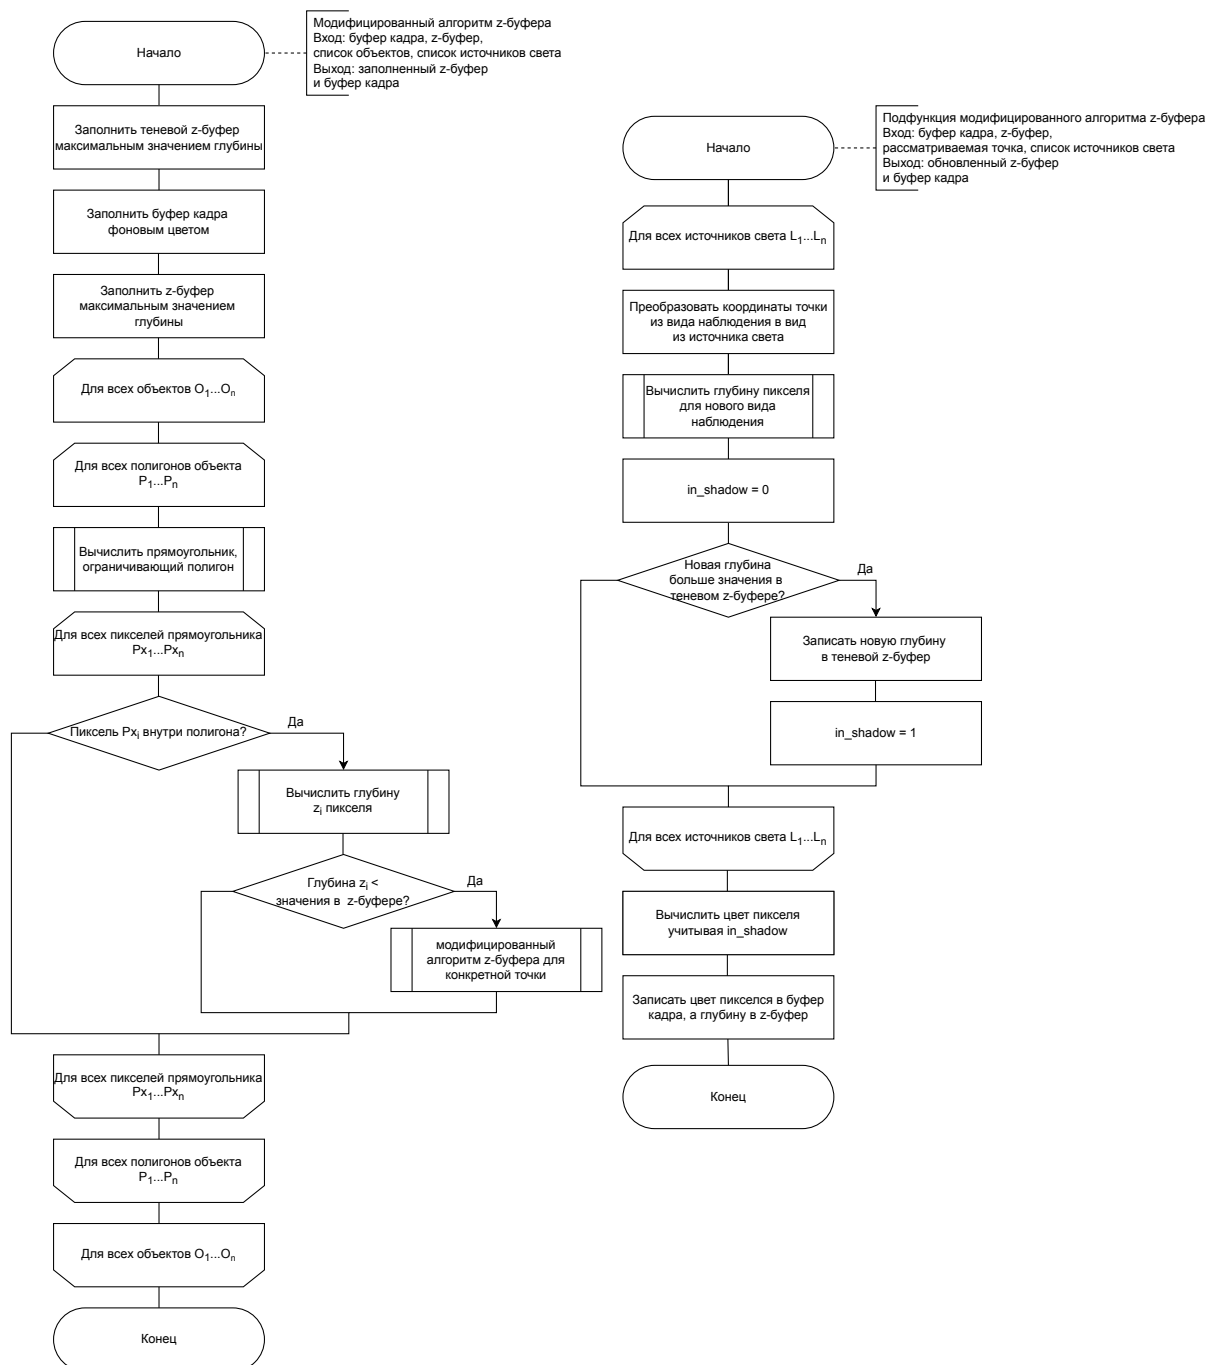 Начало
Модифицированный алгоритм z-буфера
Вход: буфер кадра, z-буфер,
список объектов, список источников света
Выход: заполненный z-буфер
и буфер кадра
Заполнить теневой z-буфер
максимальным значением глубины
Заполнить буфер кадра
фоновым цветом
Заполнить z-буфер
максимальным значением
глубины
Для всех объектов O₁...Oₙ
Для всех полигонов объекта
P₁...Pₙ
Вычислить прямоугольник,
ограничивающий полигон
Для всех пикселей прямоугольника
Px₁...Pxₙ
Пиксель Pxᵢ внутри полигона?
Да
Вычислить глубину
zᵢ пикселя
Глубина zᵢ <
значения в z-буфере?
Да
модифицированный
алгоритм z-буфера для
конкретной точки
Для всех пикселей прямоугольника
Px₁...Pxₙ
Для всех полигонов объекта
P₁...Pₙ
Для всех объектов O₁...Oₙ
Конец
Начало
Подфункция модифицированного алгоритма z-буфера
Вход: буфер кадра, z-буфер,
рассматриваемая точка, список источников света
Выход: обновленный z-буфер
и буфер кадра
Для всех источников света L₁...Lₙ
Преобразовать координаты точки
из вида наблюдения в вид
из источника света
Вычислить глубину пикселя
для нового вида
наблюдения
in_shadow = 0
Новая глубина
больше значения в
теневом z-буфере?
Да
Записать новую глубину
в теневой z-буфер
in_shadow = 1
Для всех источников света L₁...Lₙ
Вычислить цвет пикселя
учитывая in_shadow
Записать цвет пикселся в буфер
кадра, а глубину в z-буфер
Конец